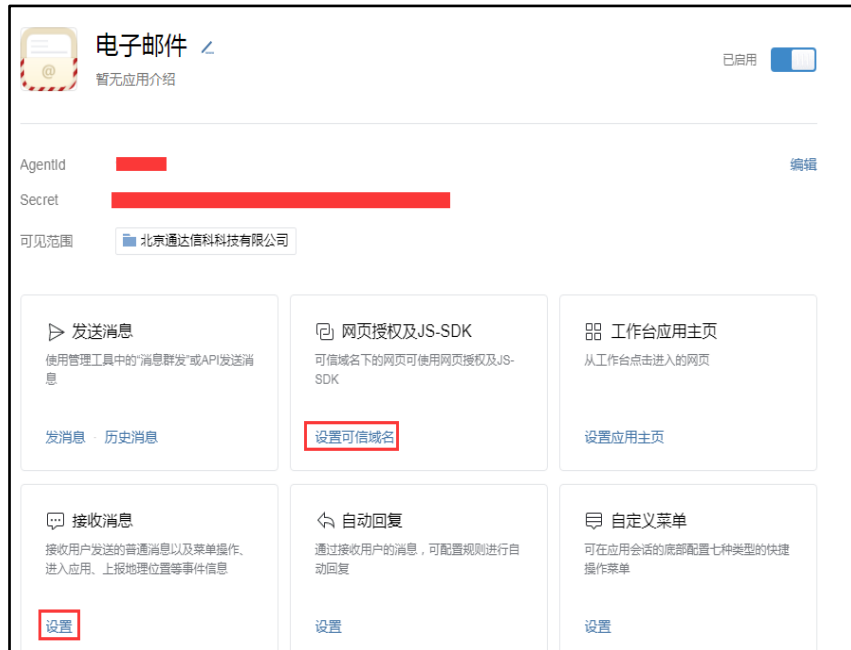 电子邮件
已启用
暂无应用介绍
@
AgentId
编辑
Secret
可见范围 北京通达信科科技有限公司
发送消息
使用管理工具中的“消息群发”或API发送消
息
发消息 · 历史消息
网页授权及JS-SDK
可信域名下的网页可使用网页授权及JS-
SDK
设置可信域名
工作台应用主页
从工作台点击进入的网页
设置应用主页
接收消息
接收用户发送的普通消息以及菜单操作、
进入应用、上报地理位置等事件信息
设置
自动回复
通过接收用户的消息，可配置规则进行自
动回复
设置
自定义菜单
可在应用会话的底部配置七种类型的快捷
操作菜单
设置